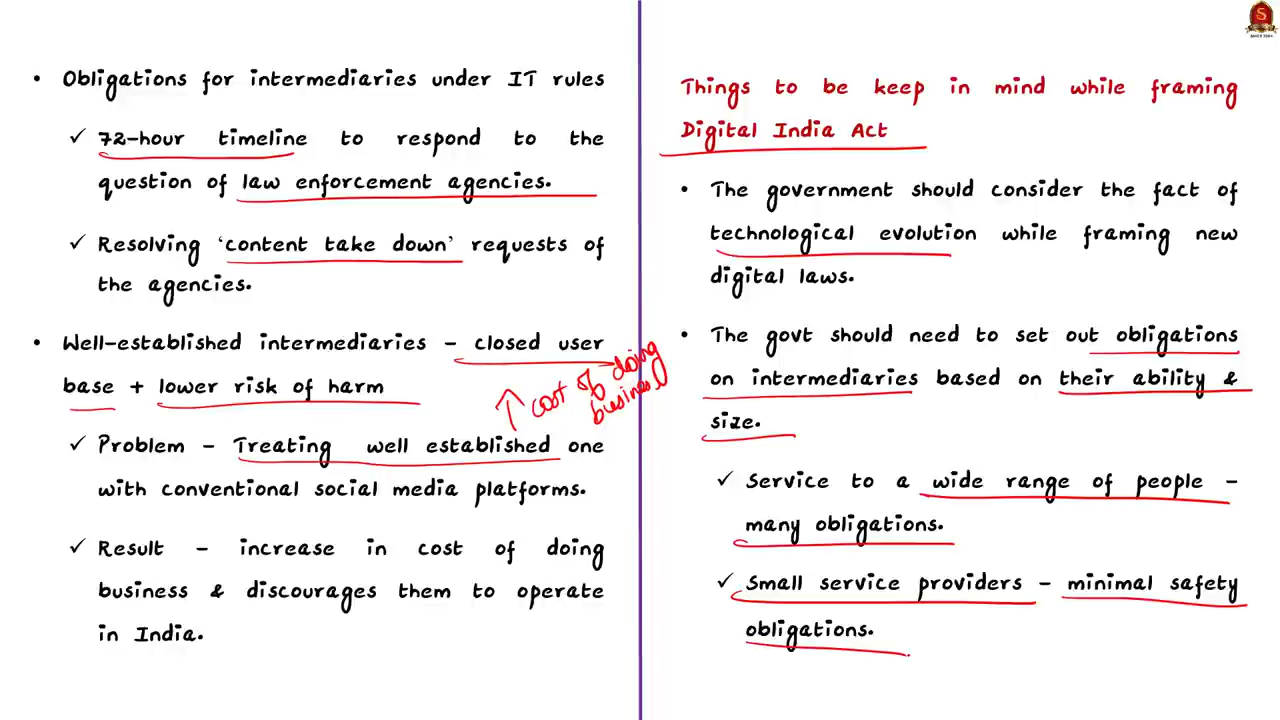 • Obligations for intermediaries under IT rules
✓ 72-hour timeline to respond to the
question of law enforcement agencies.
✓ Resolving ‘content take down’ requests of
the agencies.
• Well-established intermediaries - closed user
base + lower risk of harm
↑ cost of doing
business
✓ Problem - Treating well established one
with conventional social media platforms.
✓ Result - increase in cost of doing
business & discourages them to operate
in India.
S
SINCE 2004
Things to be keep in mind while framing
Digital India Act
• The government should consider the fact of
technological evolution while framing new
digital laws.
• The govt should need to set out obligations
on intermediaries based on their ability &
size.
✓ Service to a wide range of people -
many obligations.
✓ Small service providers - minimal safety
obligations.